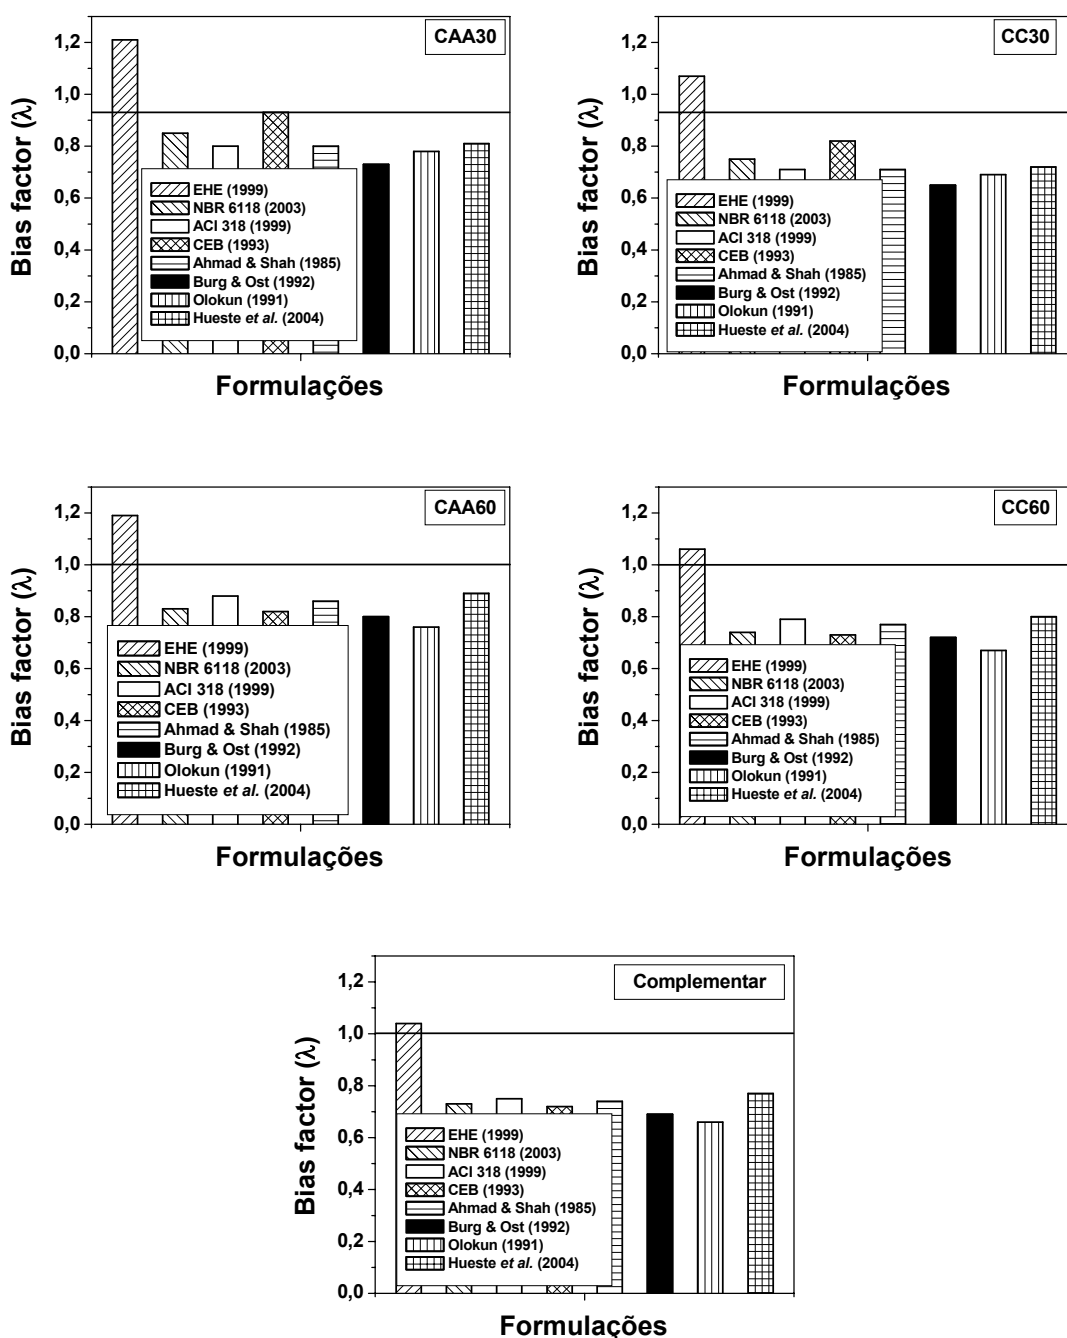 CAA30
1,2
1,0
0,8
0,6
0,4
0,2
0,0
Bias factor (λ)
EHE (1999)
NBR 6118 (2003)
ACI 318 (1999)
CEB (1993)
Ahmad & Shah (1985)
Burg & Ost (1992)
Olokun (1991)
Hueste et al. (2004)
Formulações
CC30
1,2
1,0
0,8
0,6
0,4
0,2
0,0
Bias factor (λ)
EHE (1999)
NBR 6118 (2003)
ACI 318 (1999)
CEB (1993)
Ahmad & Shah (1985)
Burg & Ost (1992)
Olokun (1991)
Hueste et al. (2004)
Formulações
CAA60
1,2
1,0
0,8
0,6
0,4
0,2
0,0
Bias factor (λ)
EHE (1999)
NBR 6118 (2003)
ACI 318 (1999)
CEB (1993)
Ahmad & Shah (1985)
Burg & Ost (1992)
Olokun (1991)
Hueste et al. (2004)
Formulações
CC60
1,2
1,0
0,8
0,6
0,4
0,2
0,0
Bias factor (λ)
EHE (1999)
NBR 6118 (2003)
ACI 318 (1999)
CEB (1993)
Ahmad & Shah (1985)
Burg & Ost (1992)
Olokun (1991)
Hueste et al. (2004)
Formulações
Complementar
1,2
1,0
0,8
0,6
0,4
0,2
0,0
Bias factor (λ)
EHE (1999)
NBR 6118 (2003)
ACI 318 (1999)
CEB (1993)
Ahmad & Shah (1985)
Burg & Ost (1992)
Olokun (1991)
Hueste et al. (2004)
Formulações